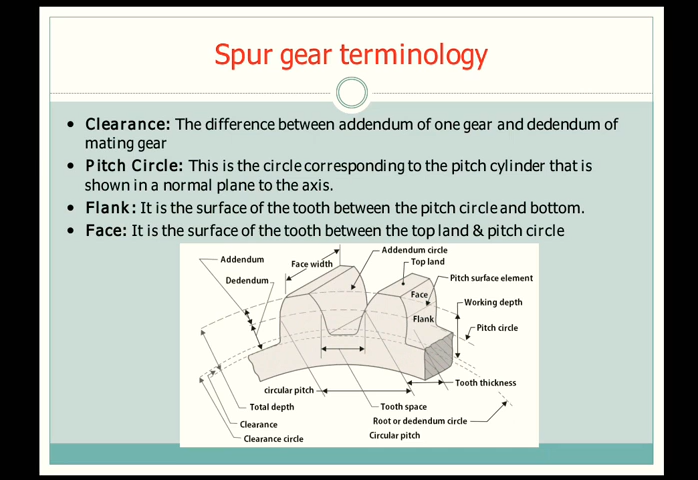 Spur gear terminology
• Clearance: The difference between addendum of one gear and dedendum of
mating gear
• Pitch Circle: This is the circle corresponding to the pitch cylinder that is
shown in a normal plane to the axis.
• Flank: It is the surface of the tooth between the pitch circle and bottom.
• Face: It is the surface of the tooth between the top land & pitch circle
Addendum
Face width
Addendum circle
Top land
Dedendum
Pitch surface element
Face
Working depth
Flank
Pitch circle
Tooth thickness
circular pitch
Total depth
Tooth space
Clearance
Root or dedendum circle
Clearance circle
Circular pitch